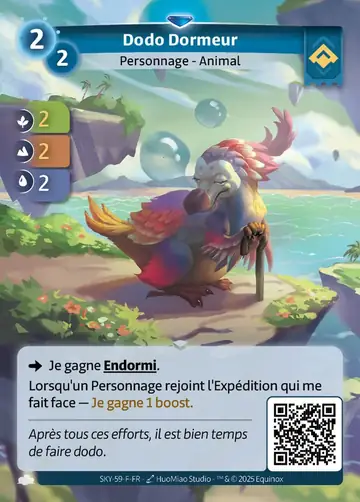 2
2
Dodo Dormeur
Personnage - Animal
2
2
2
Je gagne Endormi.
Lorsqu'un Personnage rejoint l'Expédition qui me
fait face — Je gagne 1 boost.
Après tous ces efforts, il est bien temps
de faire dodo.
SKY-59-F-FR - HuoMiao Studio - ™ & © 2025 Equinox